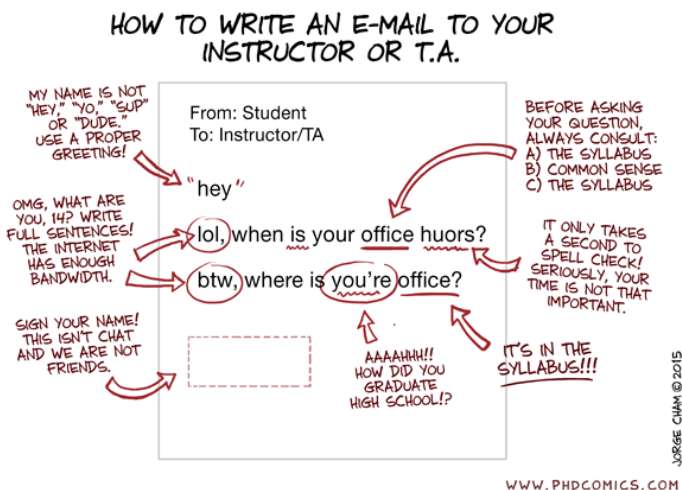 HOW TO WRITE AN E-MAIL TO YOUR
INSTRUCTOR OR T.A.
MY NAME IS NOT
"HEY," "YO," "SUP"
OR "DUDE."
USE A PROPER
GREETING!
OMG, WHAT ARE
YOU, 14? WRITE
FULL SENTENCES!
THE INTERNET
HAS ENOUGH
BANDWIDTH.
SIGN YOUR NAME!
THIS ISN'T CHAT
AND WE ARE NOT
FRIENDS.
From: Student
To: Instructor/TA
"hey"
lol, when is your office huors?
btw, where is you're office?
AAAAHHH!!
HOW DID YOU
GRADUATE
HIGH SCHOOL!?
BEFORE ASKING
YOUR QUESTION,
ALWAYS CONSULT:
A) THE SYLLABUS
B) COMMON SENSE
C) THE SYLLABUS
IT ONLY TAKES
A SECOND TO
SPELL CHECK!
SERIOUSLY, YOUR
TIME IS NOT THAT
IMPORTANT.
IT'S IN THE
SYLLABUS!!!
JORGE CHAM © 2015
WWW.PHDCOMICS.COM